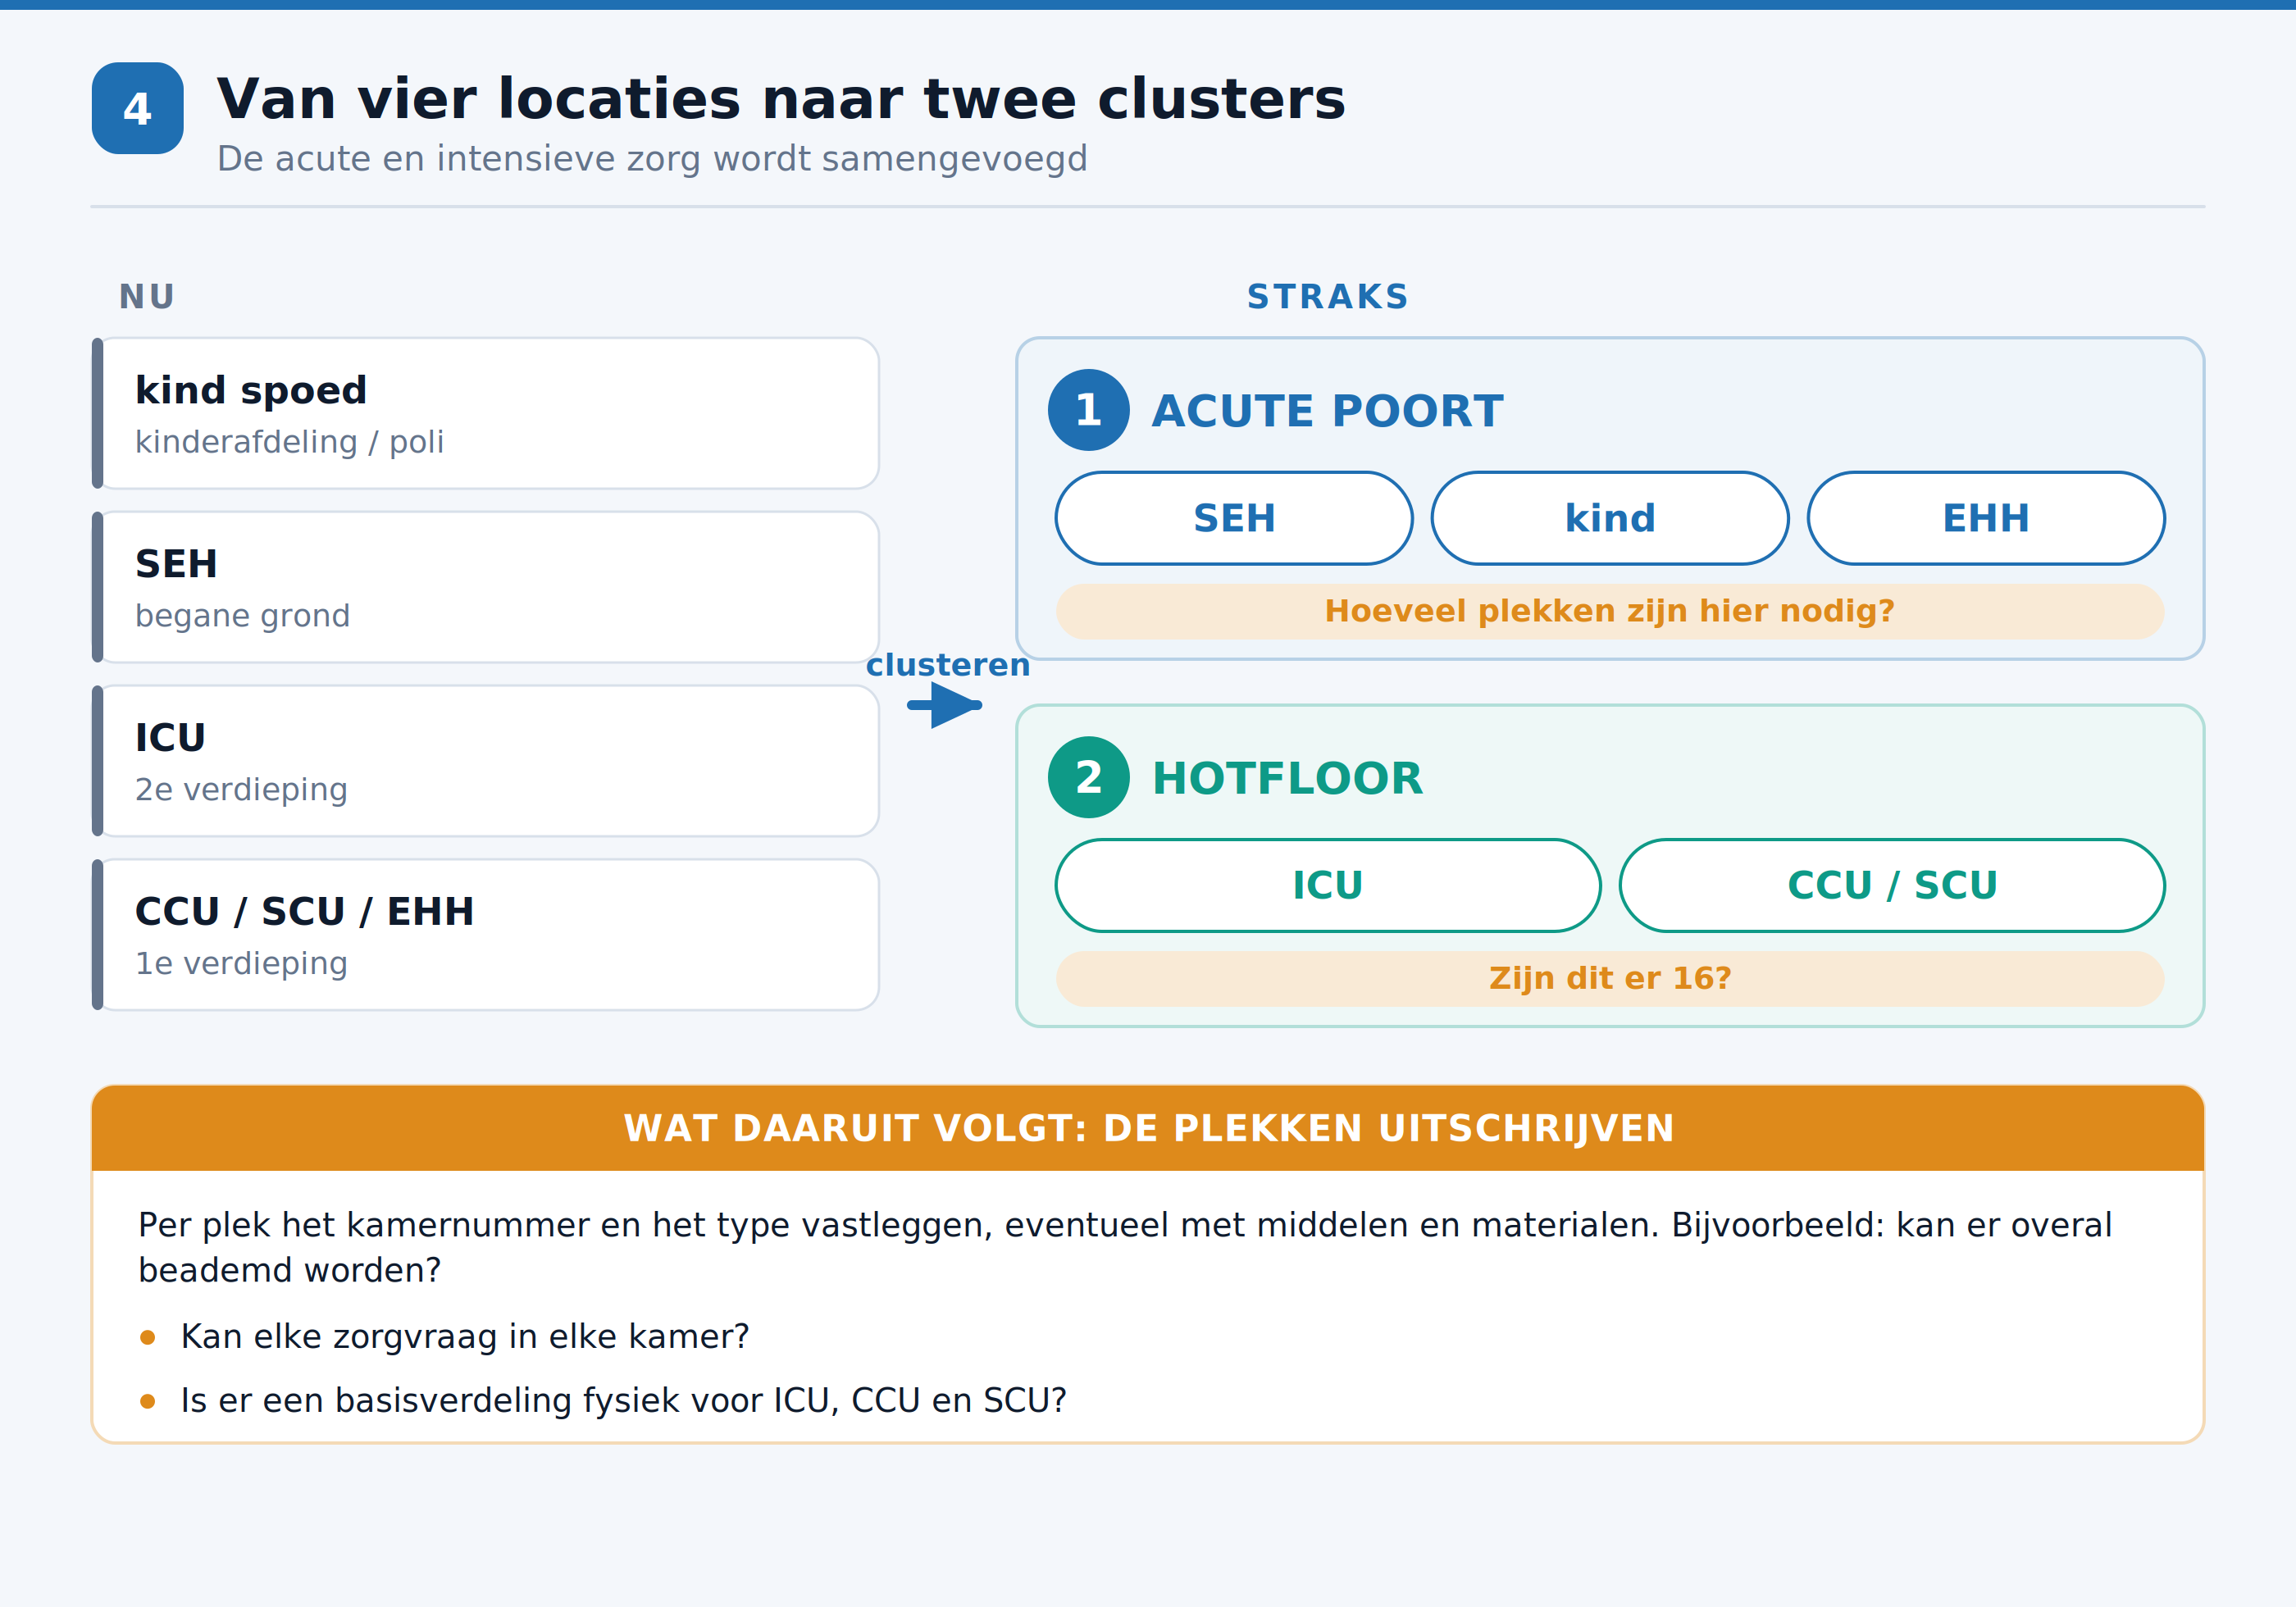 4
Van vier locaties naar twee clusters
De acute en intensieve zorg wordt samengevoegd
NU
kind spoed
kinderafdeling / poli
SEH
begane grond
ICU
2e verdieping
CCU / SCU / EHH
1e verdieping
clusteren
STRAKS
1 ACUTE POORT
SEH kind EHH
Hoeveel plekken zijn hier nodig?
2 HOTFLOOR
ICU CCU / SCU
Zijn dit er 16?
WAT DAARUIT VOLGT: DE PLEKKEN UITSCHRIJVEN
Per plek het kamernummer en het type vastleggen, eventueel met middelen en materialen. Bijvoorbeeld: kan er overal
beademd worden?
Kan elke zorgvraag in elke kamer?
Is er een basisverdeling fysiek voor ICU, CCU en SCU?